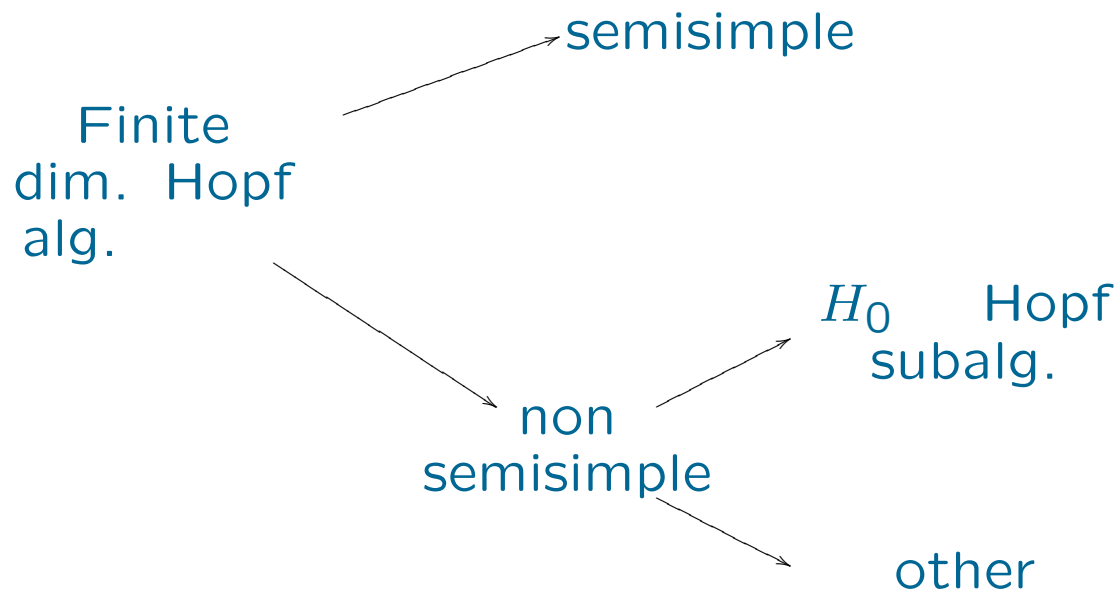 semisimple
Finite
dim. Hopf
alg.
H₀ Hopf
subalg.
non
semisimple
other